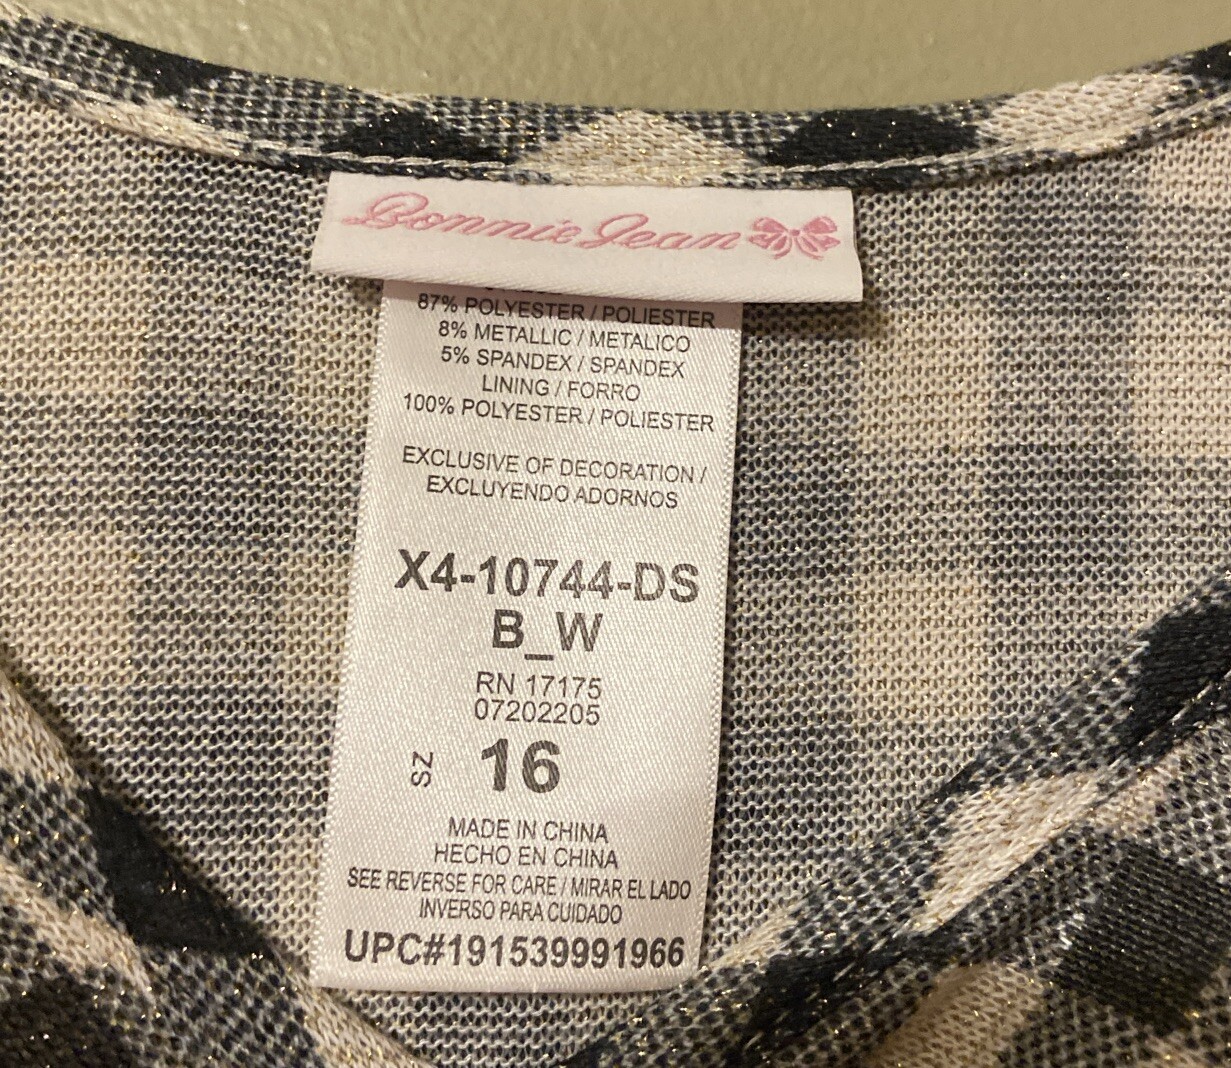 Bonnie Jean
87% POLYESTER / POLIESTER
8% METALLIC / METALICO
5% SPANDEX / SPANDEX
LINING / FORRO
100% POLYESTER / POLIESTER
EXCLUSIVE OF DECORATION /
EXCLUYENDO ADORNOS
X4-10744-DS
B_W
RN 17175
07202205
SZ 16
MADE IN CHINA
HECHO EN CHINA
SEE REVERSE FOR CARE / MIRAR EL LADO
INVERSO PARA CUIDADO
UPC#191539991966